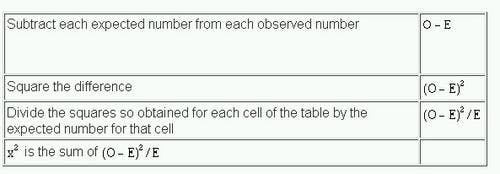 Subtract each expected number from each observed number O - E
Square the difference (O - E)²
Divide the squares so obtained for each cell of the table by the (O - E)² / E
expected number for that cell
x² is the sum of (O - E)² / E